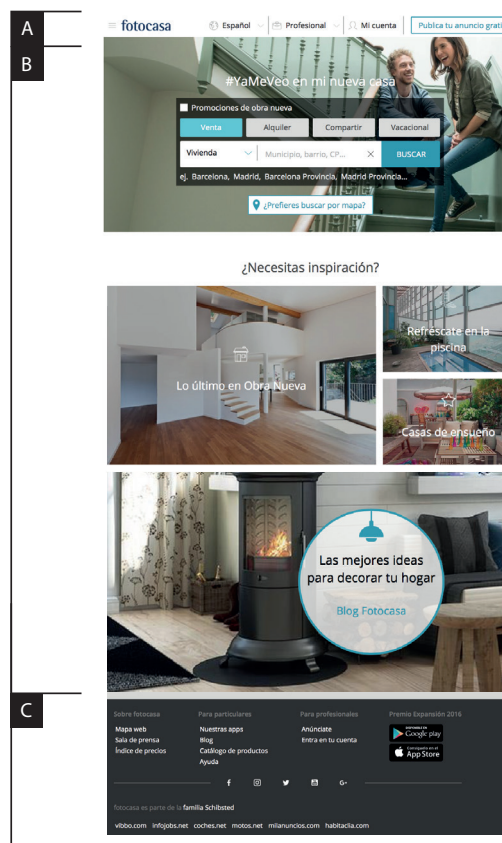 A
fotocasa Español Profesional Mi cuenta Publica tu anuncio grati
B
#YaMeVeo en mi nueva casa
Promociones de obra nueva
Venta Alquiler Compartir Vacacional
Vivienda Municipio, barrio, CP... × BUSCAR
ej. Barcelona, Madrid, Barcelona Provincia, Madrid Provincia...
¿Prefieres buscar por mapa?
¿Necesitas inspiración?
Lo último en Obra Nueva
Refréscate en la
piscina
Casas de ensueño
Las mejores ideas
para decorar tu hogar
Blog Fotocasa
C
Sobre fotocasa Para particulares Para profesionales Premio Expansión 2016
Mapa web Nuestras apps Anúnciate
Sala de prensa Blog Entra en tu cuenta
Índice de precios Catálogo de productos
Ayuda
DISPONIBLE EN
Google play
Consíguelo en el
App Store
fotocasa es parte de la familia Schibsted
vibbo.com infojobs.net coches.net motos.net milanuncios.com habitaclia.com